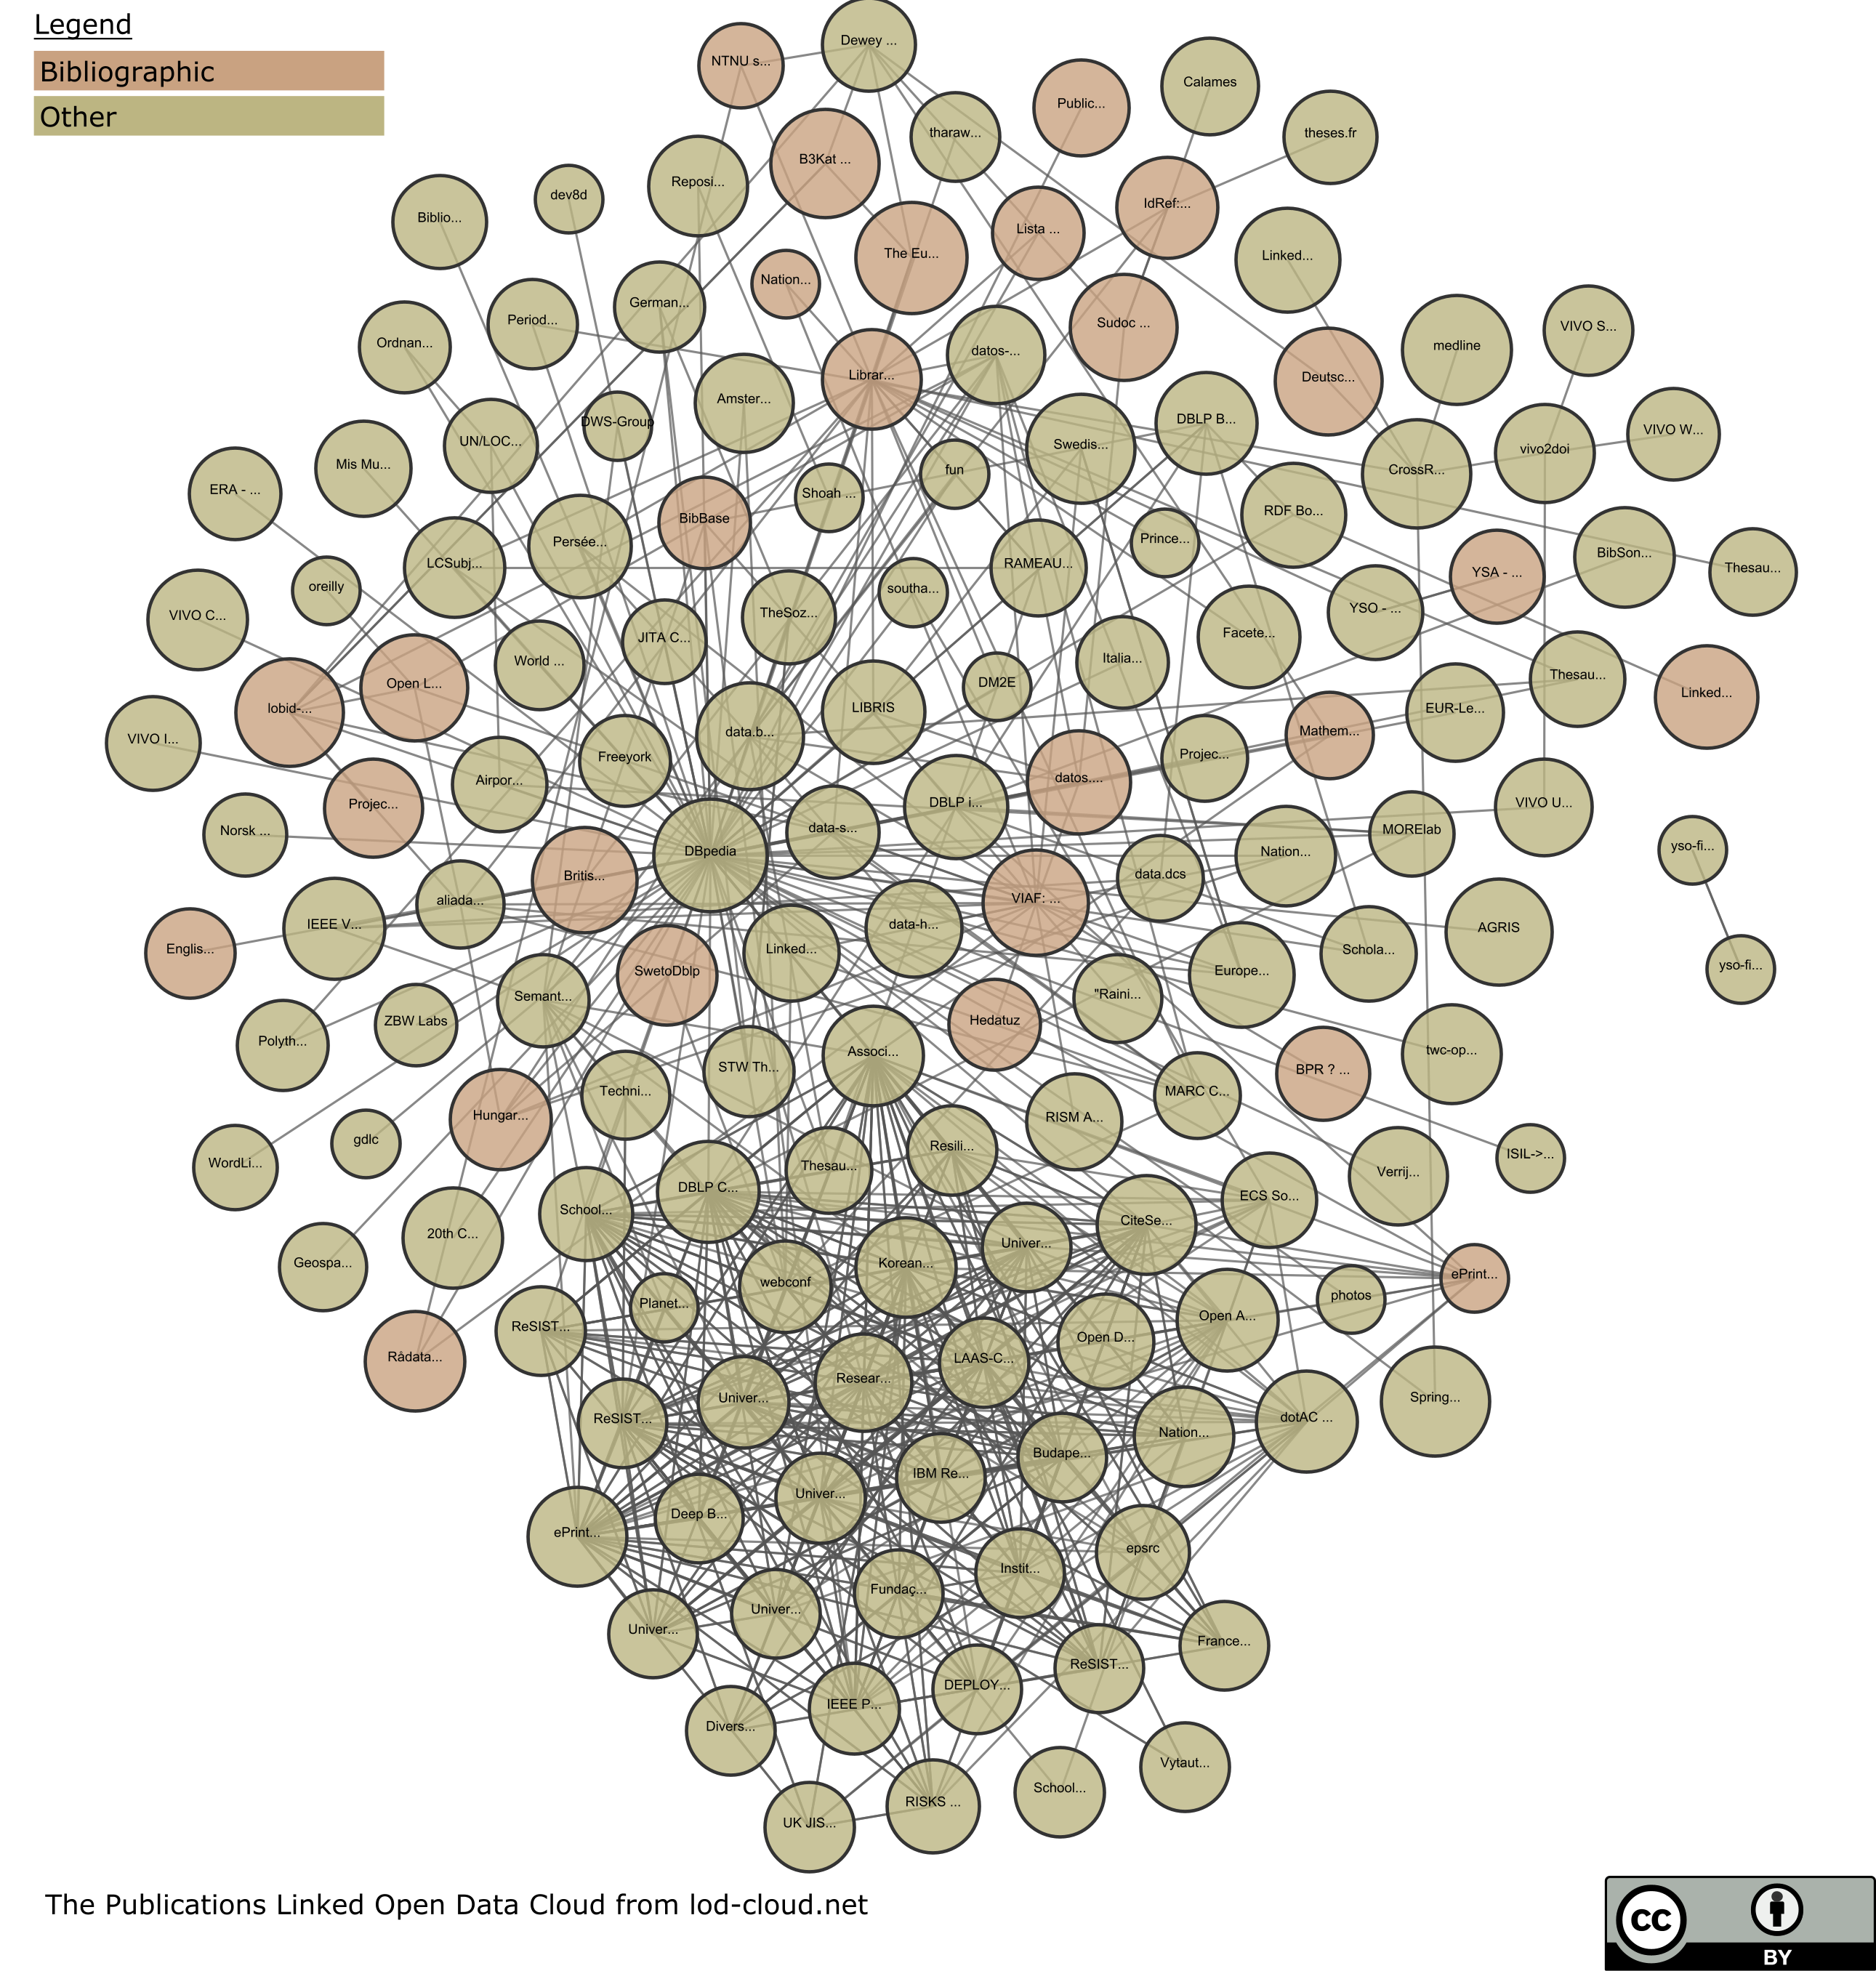 Legend
Bibliographic
Other
Dewey ...
NTNU s...
Calames
Public...
tharaw...
theses.fr
B3Kat ...
Reposi...
dev8d
IdRef:...
Biblio...
Lista ...
The Eu...
Linked...
Nation...
German...
Period...
Sudoc ...
VIVO S...
Ordnan...
medline
datos-...
Librar...
Deutsc...
Amster...
DWS-Group
DBLP B...
VIVO W...
UN/LOC...
Swedis...
vivo2doi
Mis Mu...
fun
CrossR...
ERA - ...
Shoah ...
RDF Bo...
BibBase
Prince...
Persée...
BibSon...
LCSubj...
RAMEAU...
Thesau...
YSA - ...
oreilly
southa...
YSO - ...
VIVO C...
TheSoz...
JITA C...
Facete...
World ...
Italia...
Open L...
DM2E
Thesau...
Linked...
lobid-...
LIBRIS
EUR-Le...
data.b...
Mathem...
VIVO I...
Freeyork
Projec...
Airpor...
datos....
Projec...
DBLP i...
VIVO U...
Norsk ...
data-s...
MORElab
DBpedia
Nation...
yso-fi...
Britis...
data.dcs
aliada...
VIAF: ...
IEEE V...
data-h...
AGRIS
Englis...
Linked...
Schola...
SwetoDblp
Europe...
yso-fi...
Semant...
"Raini...
ZBW Labs
Hedatuz
Polyth...
Associ...
twc-op...
STW Th...
BPR ? ...
Techni...
MARC C...
Hungar...
RISM A...
gdlc
Resili...
ISIL->...
WordLi...
Thesau...
Verrij...
DBLP C...
ECS So...
School...
CiteSe...
20th C...
Univer...
Geospa...
Korean...
webconf
ePrint...
Planet...
photos
ReSIST...
Open A...
Open D...
Rådata...
LAAS-C...
Resear...
Univer...
Spring...
ReSIST...
dotAC ...
Nation...
Budape...
IBM Re...
Univer...
Deep B...
ePrint...
epsrc
Instit...
Fundaç...
Univer...
Univer...
France...
ReSIST...
DEPLOY...
IEEE P...
Divers...
Vytaut...
School...
RISKS ...
UK JIS...
The Publications Linked Open Data Cloud from lod-cloud.net
cc
BY